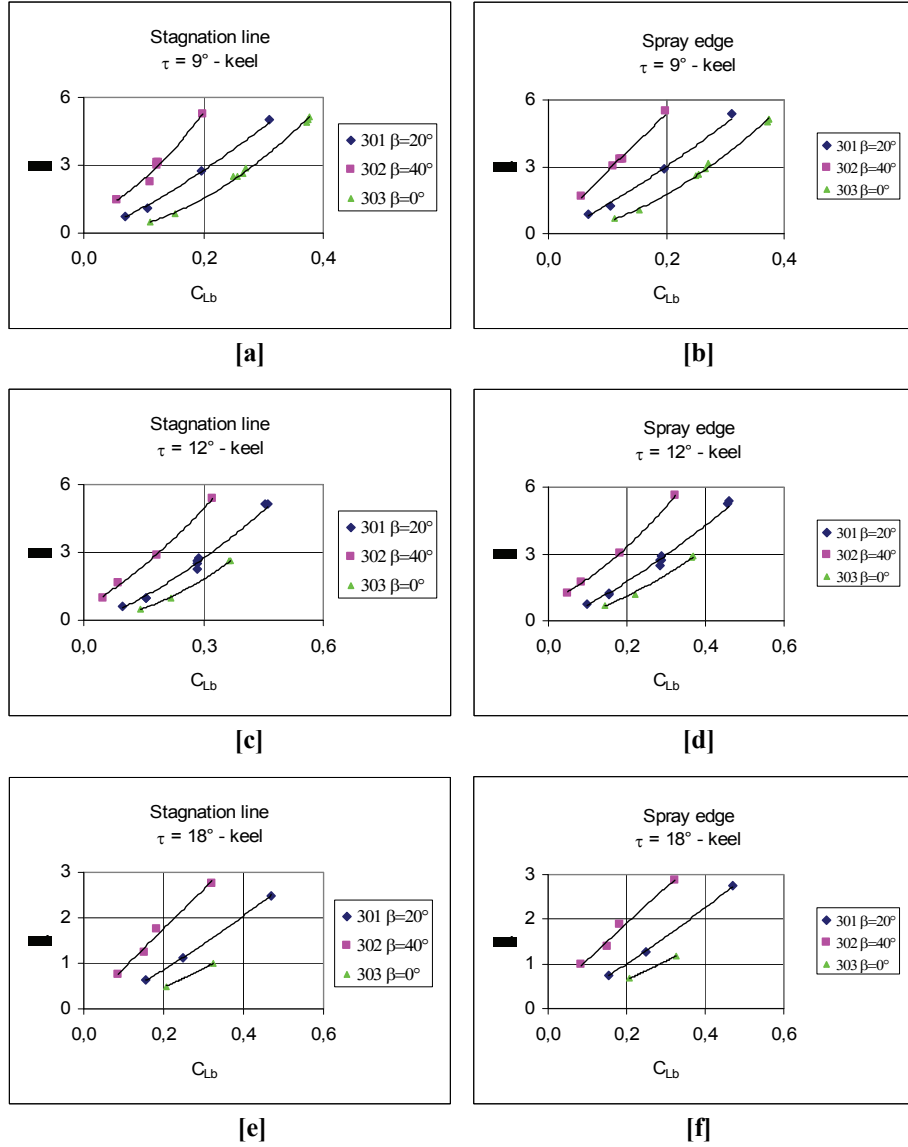 Stagnation line
τ = 9° - keel
6
3
0
0,0 0,2 0,4
C_Lb
301 β=20°
302 β=40°
303 β=0°
[a]
Spray edge
τ = 9° - keel
6
3
0
0,0 0,2 0,4
C_Lb
301 β=20°
302 β=40°
303 β=0°
[b]
Stagnation line
τ = 12° - keel
6
3
0
0,0 0,3 0,6
C_Lb
301 β=20°
302 β=40°
303 β=0°
[c]
Spray edge
τ = 12° - keel
6
3
0
0,0 0,2 0,4 0,6
C_Lb
301 β=20°
302 β=40°
303 β=0°
[d]
Stagnation line
τ = 18° - keel
3
2
1
0
0,0 0,2 0,4 0,6
C_Lb
301 β=20°
302 β=40°
303 β=0°
[e]
Spray edge
τ = 18° - keel
3
2
1
0
0,0 0,2 0,4 0,6
C_Lb
301 β=20°
302 β=40°
303 β=0°
[f]